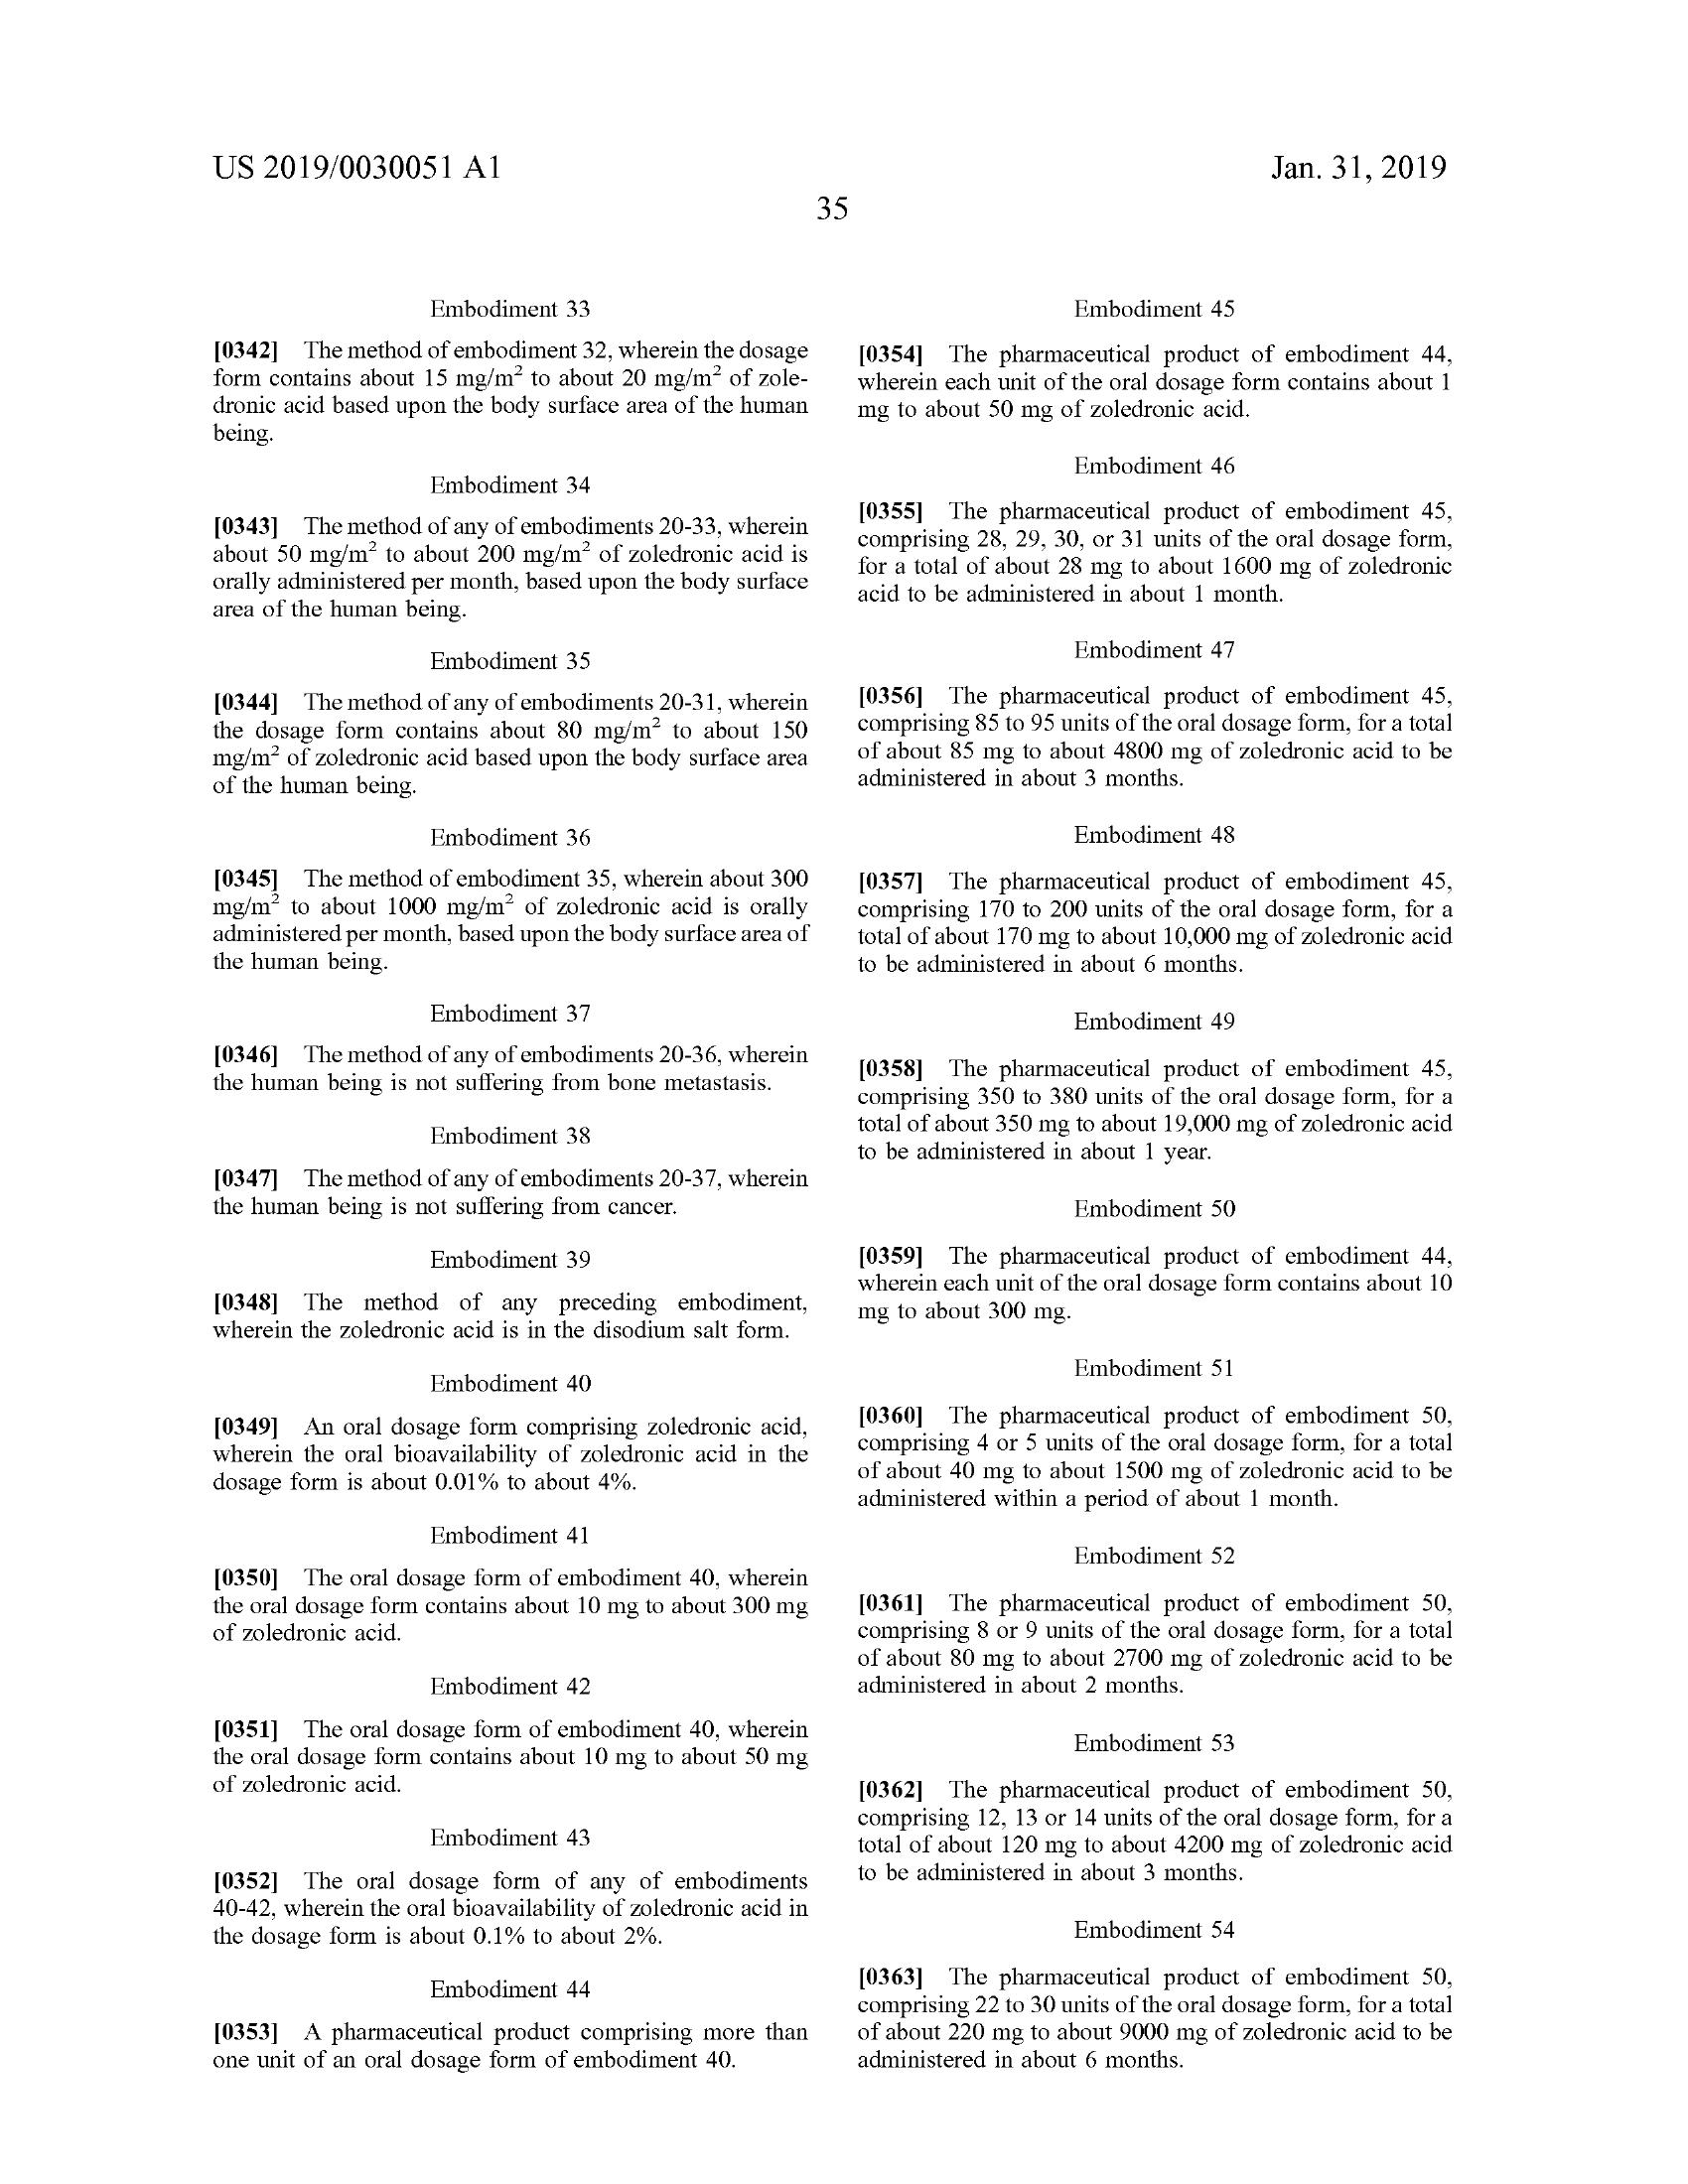 US 2019/0030051 A1
Jan. 31, 2019
35
Embodiment 33
[0342] The method of embodiment 32, wherein the dosage
form contains about 15 mg/m² to about 20 mg/m² of zole-
dronic acid based upon the body surface area of the human
being.
Embodiment 34
[0343] The method of any of embodiments 20-33, wherein
about 50 mg/m² to about 200 mg/m² of zoledronic acid is
orally administered per month, based upon the body surface
area of the human being.
Embodiment 35
[0344] The method of any of embodiments 20-31, wherein
the dosage form contains about 80 mg/m² to about 150
mg/m² of zoledronic acid based upon the body surface area
of the human being.
Embodiment 36
[0345] The method of embodiment 35, wherein about 300
mg/m² to about 1000 mg/m² of zoledronic acid is orally
administered per month, based upon the body surface area of
the human being.
Embodiment 37
[0346] The method of any of embodiments 20-36, wherein
the human being is not suffering from bone metastasis.
Embodiment 38
[0347] The method of any of embodiments 20-37, wherein
the human being is not suffering from cancer.
Embodiment 39
[0348] The method of any preceding embodiment,
wherein the zoledronic acid is in the disodium salt form.
Embodiment 40
[0349] An oral dosage form comprising zoledronic acid,
wherein the oral bioavailability of zoledronic acid in the
dosage form is about 0.01% to about 4%.
Embodiment 41
[0350] The oral dosage form of embodiment 40, wherein
the oral dosage form contains about 10 mg to about 300 mg
of zoledronic acid.
Embodiment 42
[0351] The oral dosage form of embodiment 40, wherein
the oral dosage form contains about 10 mg to about 50 mg
of zoledronic acid.
Embodiment 43
[0352] The oral dosage form of any of embodiments
40-42, wherein the oral bioavailability of zoledronic acid in
the dosage form is about 0.1% to about 2%.
Embodiment 44
[0353] A pharmaceutical product comprising more than
one unit of an oral dosage form of embodiment 40.
Embodiment 45
[0354] The pharmaceutical product of embodiment 44,
wherein each unit of the oral dosage form contains about 1
mg to about 50 mg of zoledronic acid.
Embodiment 46
[0355] The pharmaceutical product of embodiment 45,
comprising 28, 29, 30, or 31 units of the oral dosage form,
for a total of about 28 mg to about 1600 mg of zoledronic
acid to be administered in about 1 month.
Embodiment 47
[0356] The pharmaceutical product of embodiment 45,
comprising 85 to 95 units of the oral dosage form, for a total
of about 85 mg to about 4800 mg of zoledronic acid to be
administered in about 3 months.
Embodiment 48
[0357] The pharmaceutical product of embodiment 45,
comprising 170 to 200 units of the oral dosage form, for a
total of about 170 mg to about 10,000 mg of zoledronic acid
to be administered in about 6 months.
Embodiment 49
[0358] The pharmaceutical product of embodiment 45,
comprising 350 to 380 units of the oral dosage form, for a
total of about 350 mg to about 19,000 mg of zoledronic acid
to be administered in about 1 year.
Embodiment 50
[0359] The pharmaceutical product of embodiment 44,
wherein each unit of the oral dosage form contains about 10
mg to about 300 mg.
Embodiment 51
[0360] The pharmaceutical product of embodiment 50,
comprising 4 or 5 units of the oral dosage form, for a total
of about 40 mg to about 1500 mg of zoledronic acid to be
administered within a period of about 1 month.
Embodiment 52
[0361] The pharmaceutical product of embodiment 50,
comprising 8 or 9 units of the oral dosage form, for a total
of about 80 mg to about 2700 mg of zoledronic acid to be
administered in about 2 months.
Embodiment 53
[0362] The pharmaceutical product of embodiment 50,
comprising 12, 13 or 14 units of the oral dosage form, for a
total of about 120 mg to about 4200 mg of zoledronic acid
to be administered in about 3 months.
Embodiment 54
[0363] The pharmaceutical product of embodiment 50,
comprising 22 to 30 units of the oral dosage form, for a total
of about 220 mg to about 9000 mg of zoledronic acid to be
administered in about 6 months.